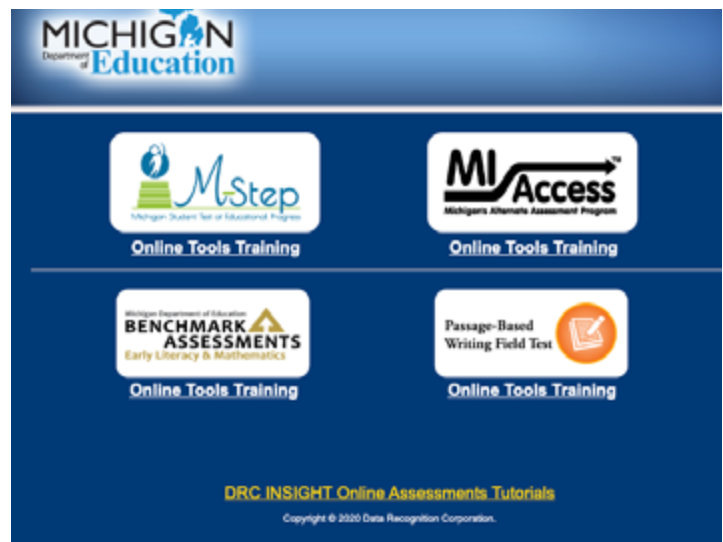 MICHIGAN
Department of Education
M-Step
Michigan Student Test of Educational Progress
MI Access™
Michigan's Alternate Assessment Program
Online Tools Training
Online Tools Training
Michigan Department of Education
BENCHMARK
ASSESSMENTS
Early Literacy & Mathematics
Passage-Based
Writing Field Test
Online Tools Training
Online Tools Training
DRC INSIGHT Online Assessments Tutorials
Copyright © 2020 Data Recognition Corporation.